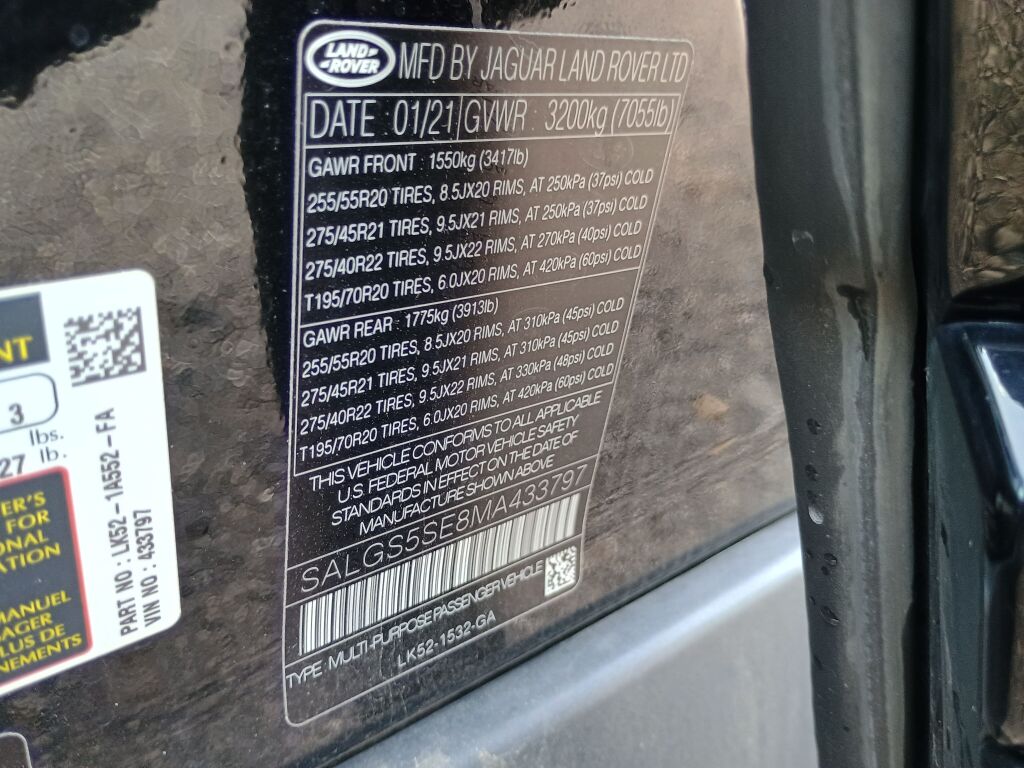 LAND-
-ROVER
MFD BY JAGUAR LAND ROVER LTD
DATE : 01/21 GVWR : 3200kg (7055lb)
GAWR FRONT : 1550kg (3417lb)
255/55R20 TIRES, 8.5JX20 RIMS, AT 250kPa (37psi) COLD
275/45R21 TIRES, 9.5JX21 RIMS, AT 250kPa (37psi) COLD
275/40R22 TIRES, 9.5JX22 RIMS, AT 270kPa (40psi) COLD
T195/70R20 TIRES, 6.0JX20 RIMS, AT 420kPa (60psi) COLD
GAWR REAR : 1775kg (3913lb)
255/55R20 TIRES, 8.5JX20 RIMS, AT 310kPa (45psi) COLD
275/45R21 TIRES, 9.5JX21 RIMS, AT 310kPa (45psi) COLD
275/40R22 TIRES, 9.5JX22 RIMS, AT 330kPa (48psi) COLD
T195/70R20 TIRES, 6.0JX20 RIMS, AT 420kPa (60psi) COLD
THIS VEHICLE CONFORMS TO ALL APPLICABLE
U.S. FEDERAL MOTOR VEHICLE SAFETY
STANDARDS IN EFFECT ON THE DATE OF
MANUFACTURE SHOWN ABOVE
SALGS5SE8MA433797
TYPE : MULTI-PURPOSE PASSENGER VEHICLE
LK52-1532-GA
NT
3
lbs.
27 lb.
ER'S
FOR
ONAL
ATION
MANUEL
AGER
LUS DE
NEMENTS
PART NO : LK52-1A552-FA
VIN NO : 433797